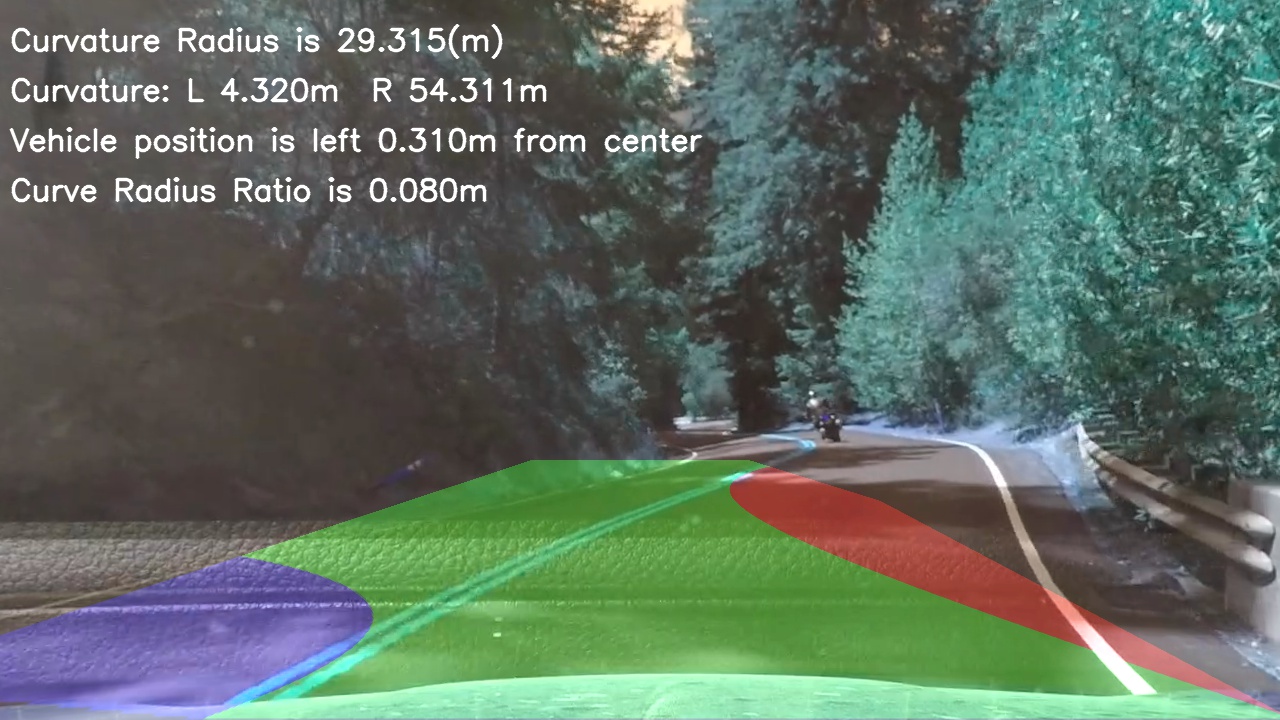 Curvature Radius is 29.315(m)
Curvature: L 4.320m R 54.311m
Vehicle position is left 0.310m from center
Curve Radius Ratio is 0.080m